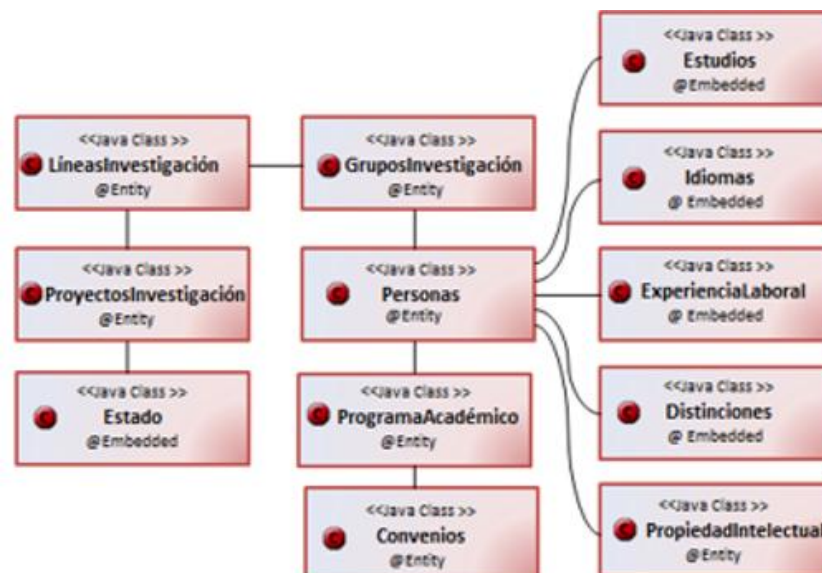 <<Java Class >>
Estudios
@Embedded
<<Java Class >>
LíneasInvestigación
@Entity
<<Java Class >>
GruposInvestigación
@Entity
<<Java Class >>
Idiomas
@ Embedded
<<Java Class >>
ProyectosInvestigación
@Entity
<<Java Class >>
Personas
@Entity
<<Java Class >>
ExperienciaLaboral
@ Embedded
<<Java Class >>
Estado
@Embedded
<<Java Class >>
ProgramaAcadémico
@Entity
<<Java Class >>
Distinciones
@ Embedded
<<Java Class >>
Convenios
@Entity
<<Java Class >>
PropiedadIntelectual
@Entity